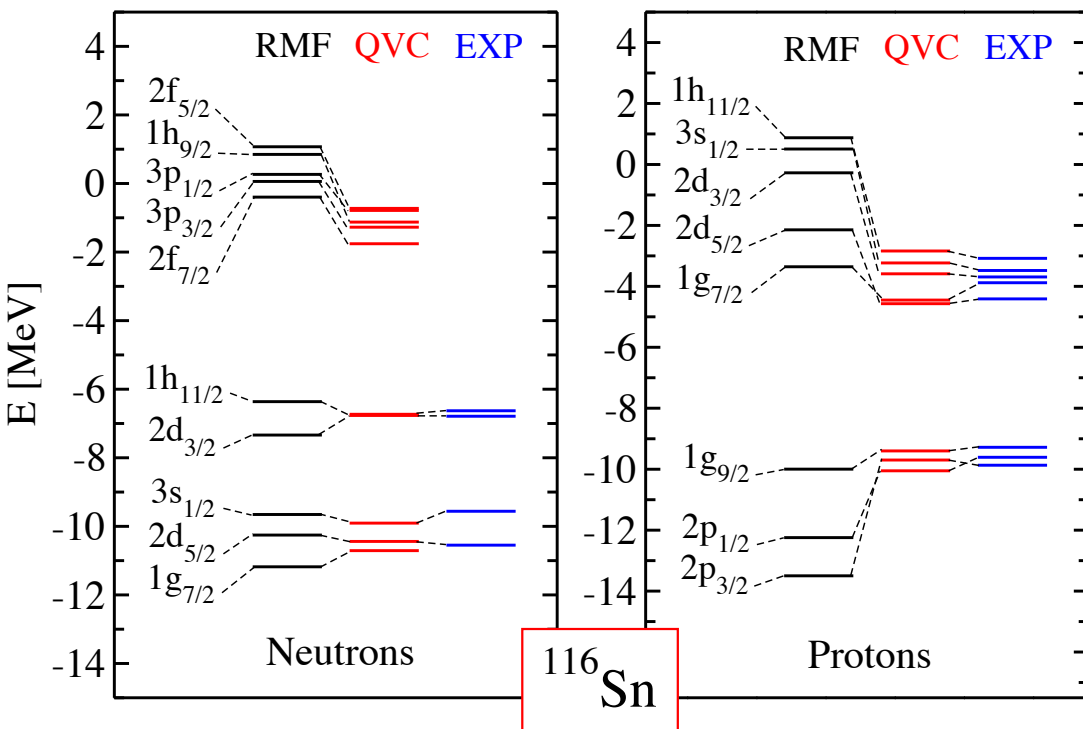 RMF QVC EXP
4
2
0
-2
-4
-6
-8
-10
-12
-14
E [MeV]
2f5/2
1h9/2
3p1/2
3p3/2
2f7/2
1h11/2
2d3/2
3s1/2
2d5/2
1g7/2
Neutrons
RMF QVC EXP
4
2
0
-2
-4
-6
-8
-10
-12
-14
1h11/2
3s1/2
2d3/2
2d5/2
1g7/2
1g9/2
2p1/2
2p3/2
Protons
116Sn